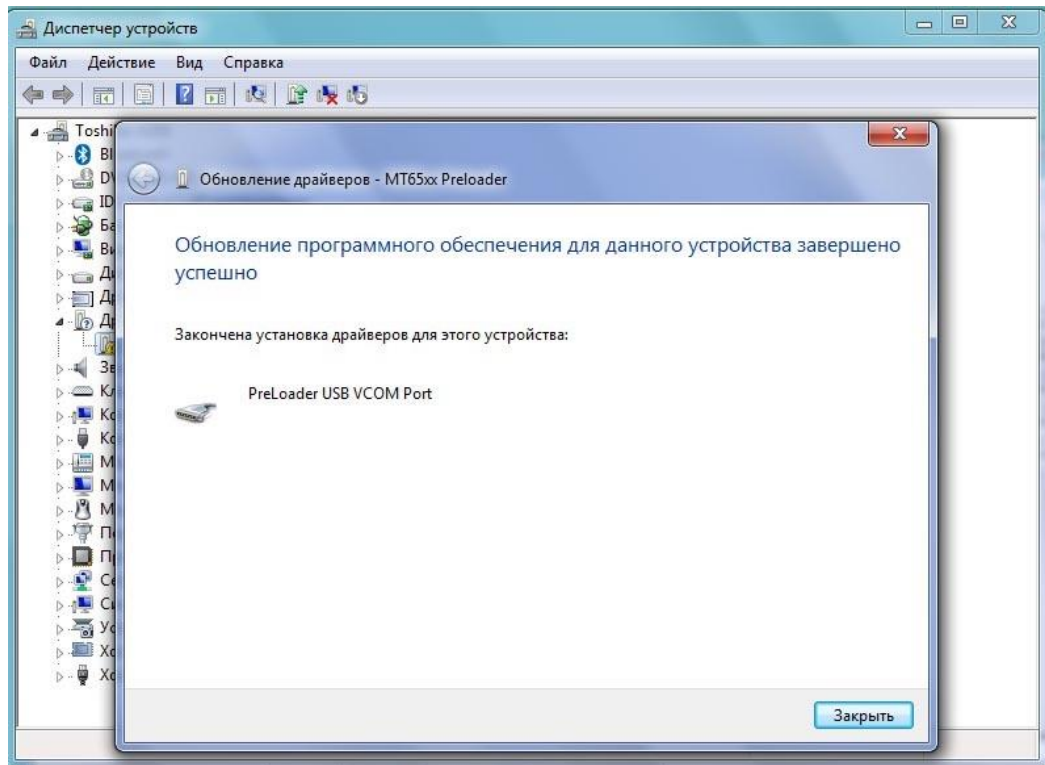 Диспетчер устройств
Файл Действие Вид Справка
Обновление драйверов - MT65xx Preloader
Обновление программного обеспечения для данного устройства завершено
успешно
Закончена установка драйверов для этого устройства:
PreLoader USB VCOM Port
Закрыть